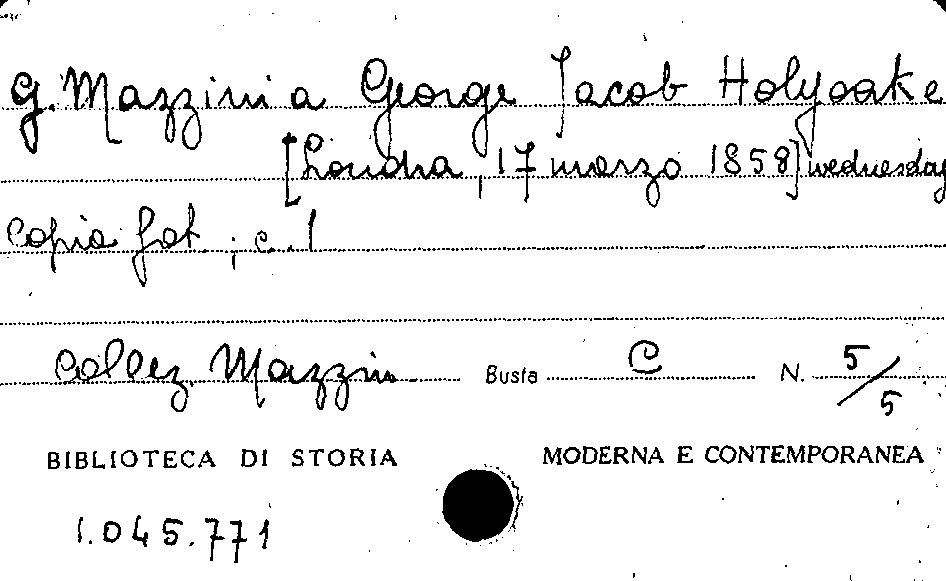 G. Mazzini a George Jacob Holyoake
[Londra, 17 marzo 1858] wednesday
Copia fot. ; c. 1
Collez. Mazzini Busta C N. 5/5
BIBLIOTECA DI STORIA MODERNA E CONTEMPORANEA
1.045.771